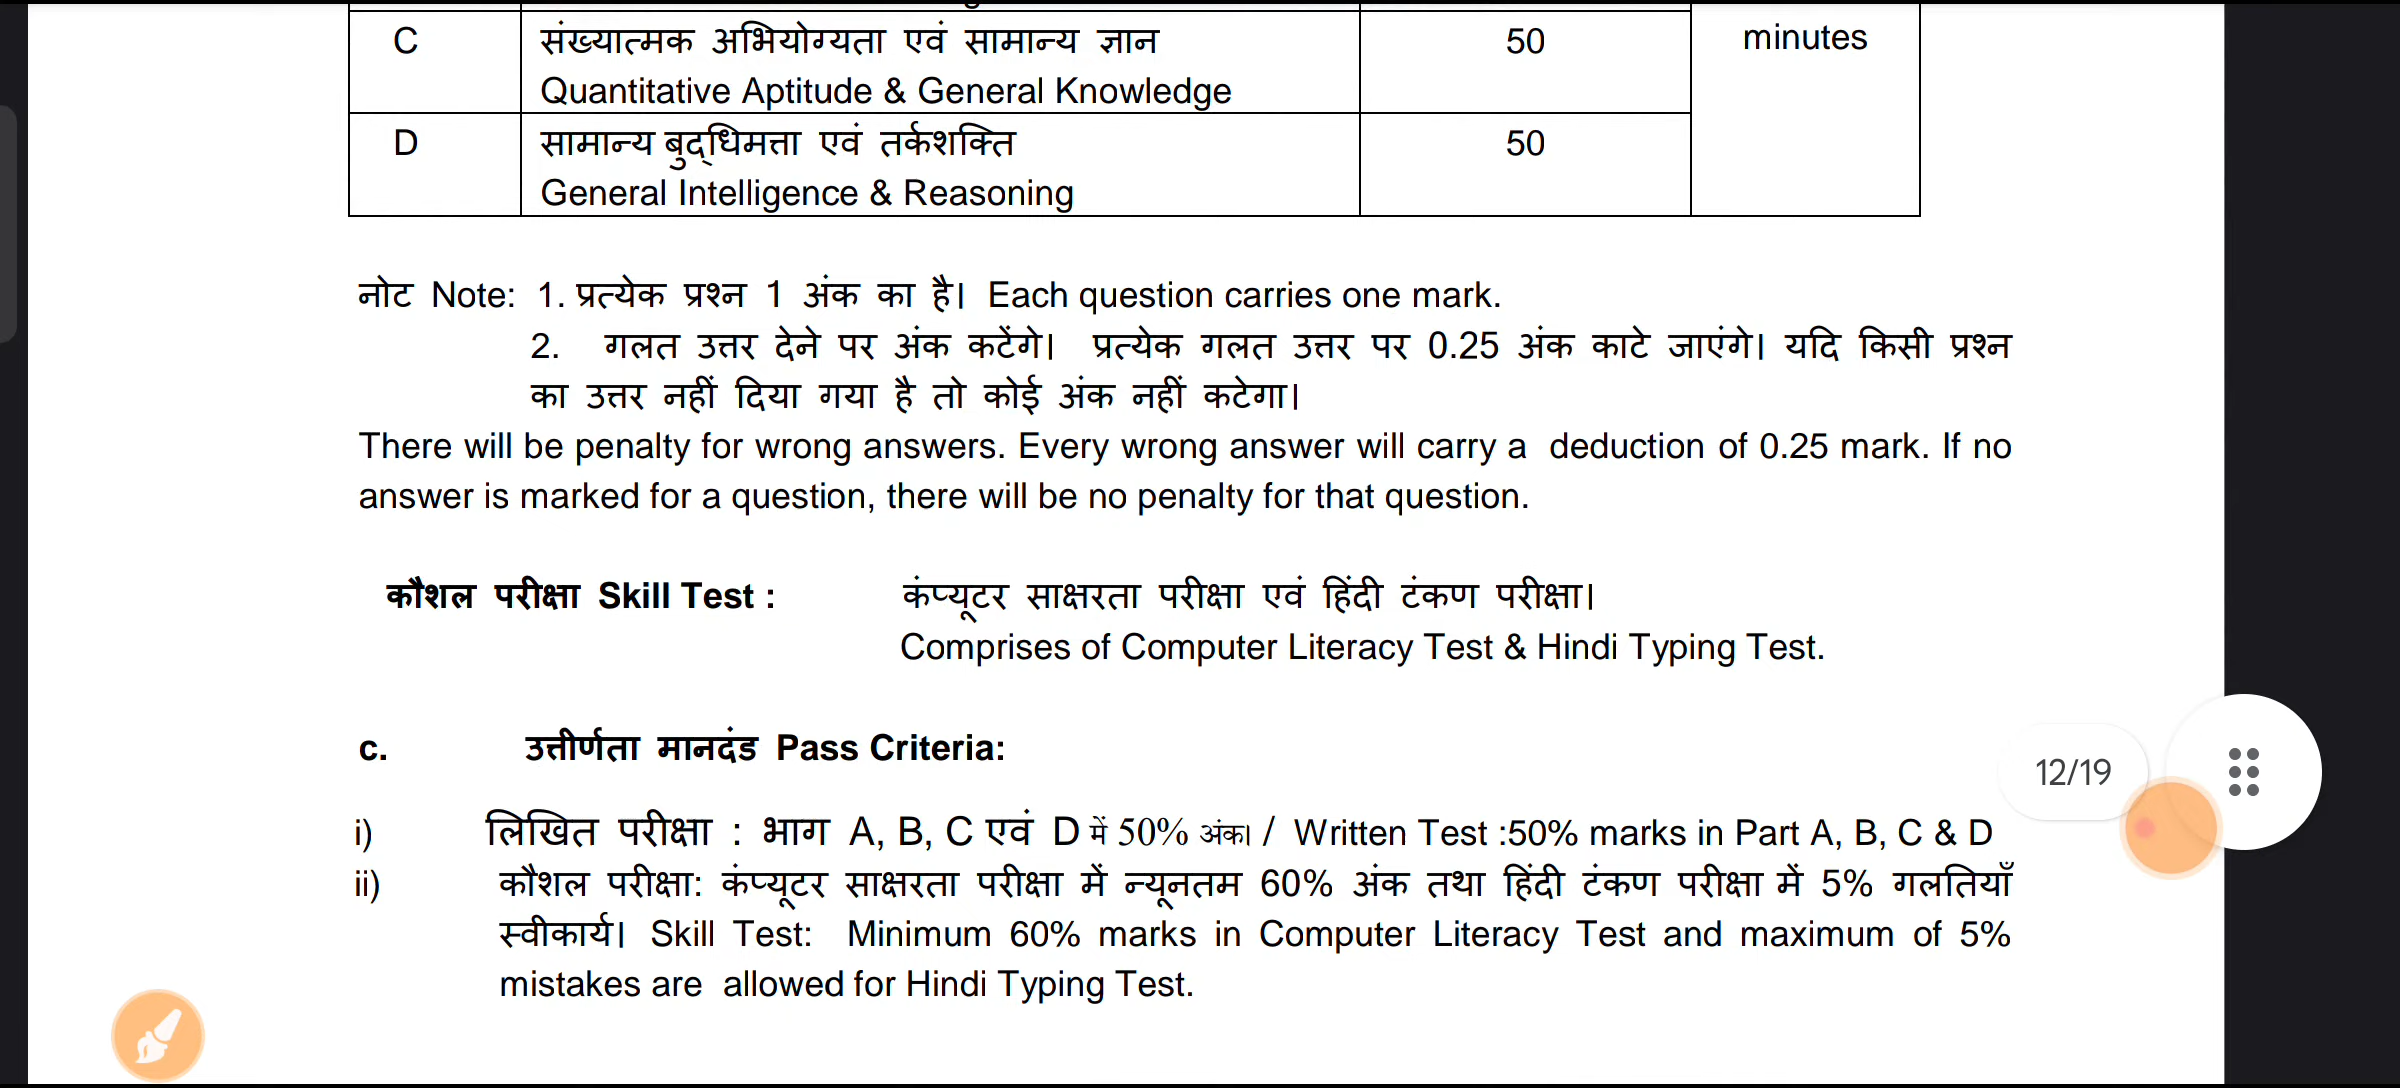 C संख्यात्मक अभियोग्यता एवं सामान्य ज्ञान 50 minutes
Quantitative Aptitude & General Knowledge
D सामान्य बुद्धिमत्ता एवं तर्कशक्ति 50
General Intelligence & Reasoning
नोट Note: 1. प्रत्येक प्रश्न 1 अंक का है। Each question carries one mark.
2. गलत उत्तर देने पर अंक कटेंगे। प्रत्येक गलत उत्तर पर 0.25 अंक काटे जाएंगे। यदि किसी प्रश्न
का उत्तर नहीं दिया गया है तो कोई अंक नहीं कटेगा।
There will be penalty for wrong answers. Every wrong answer will carry a deduction of 0.25 mark. If no
answer is marked for a question, there will be no penalty for that question.
कौशल परीक्षा Skill Test : कंप्यूटर साक्षरता परीक्षा एवं हिंदी टंकण परीक्षा।
Comprises of Computer Literacy Test & Hindi Typing Test.
c. उत्तीर्णता मानदंड Pass Criteria:
12/19
i) लिखित परीक्षा : भाग A, B, C एवं D में 50% अंक। / Written Test :50% marks in Part A, B, C & D
ii) कौशल परीक्षा: कंप्यूटर साक्षरता परीक्षा में न्यूनतम 60% अंक तथा हिंदी टंकण परीक्षा में 5% गलतियाँ
स्वीकार्य। Skill Test: Minimum 60% marks in Computer Literacy Test and maximum of 5%
mistakes are allowed for Hindi Typing Test.